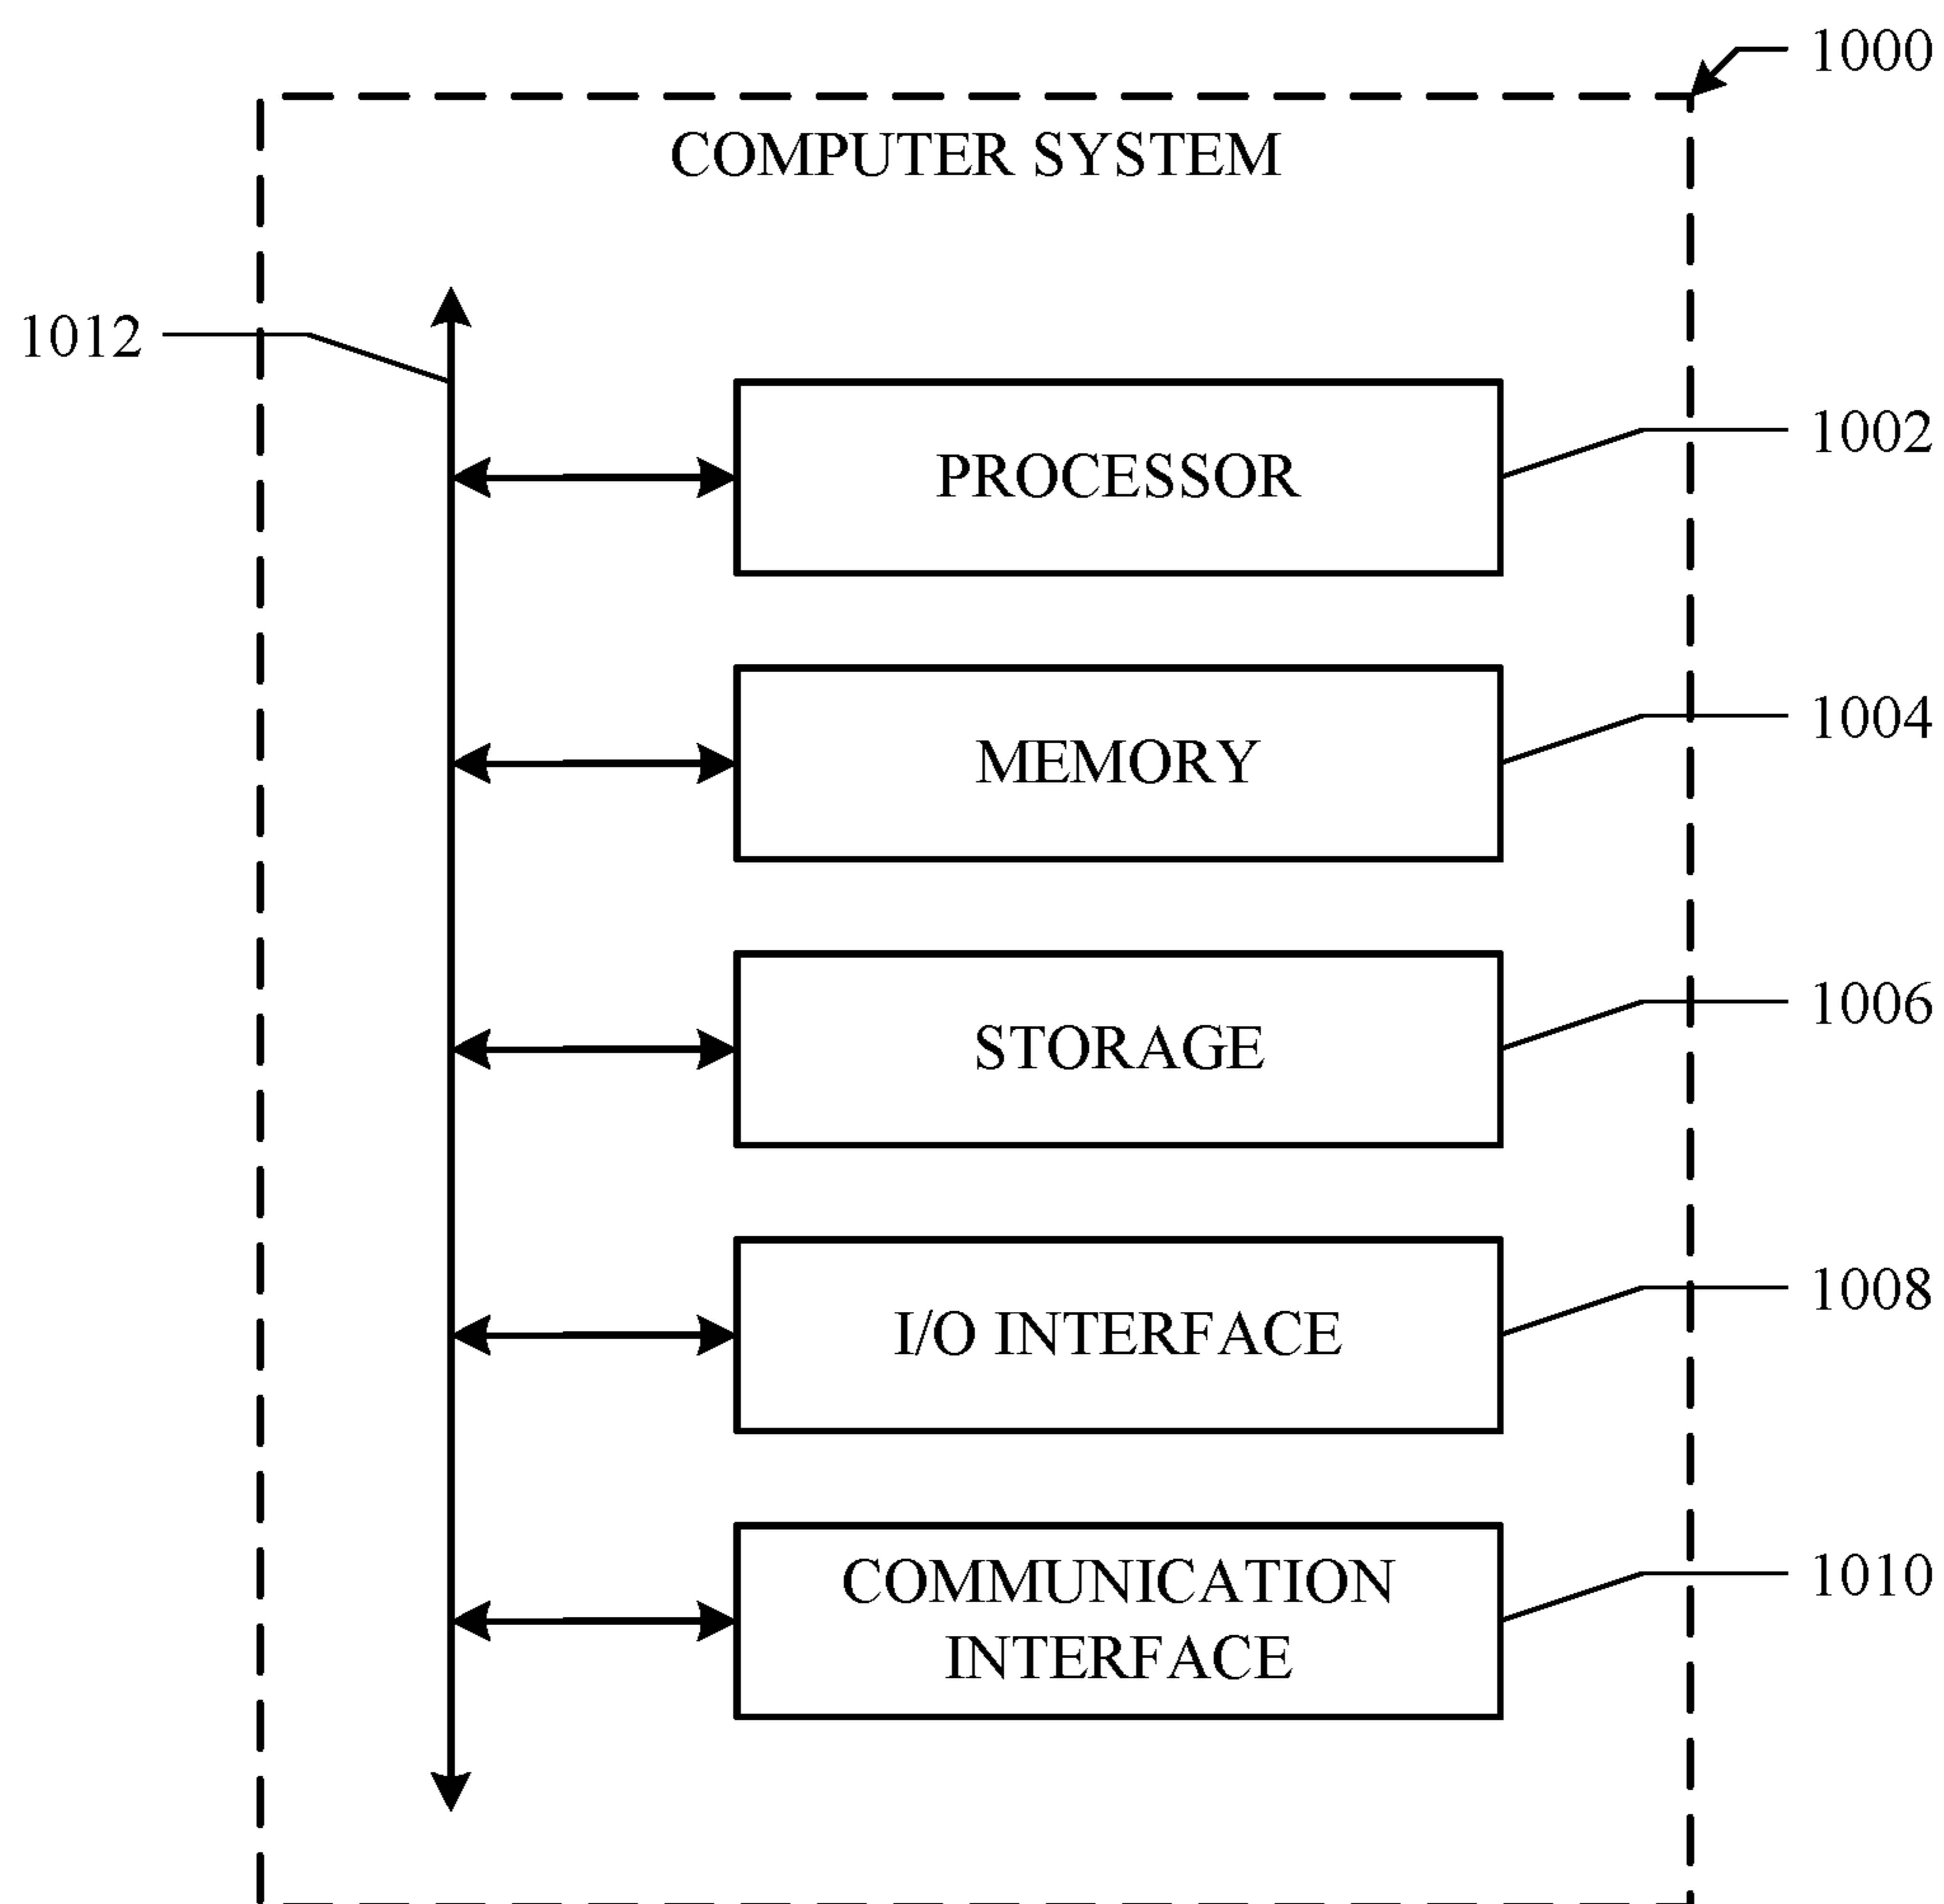 1000
COMPUTER SYSTEM
1012
1002
PROCESSOR
1004
MEMORY
1006
STORAGE
1008
I/O INTERFACE
1010
COMMUNICATION
INTERFACE